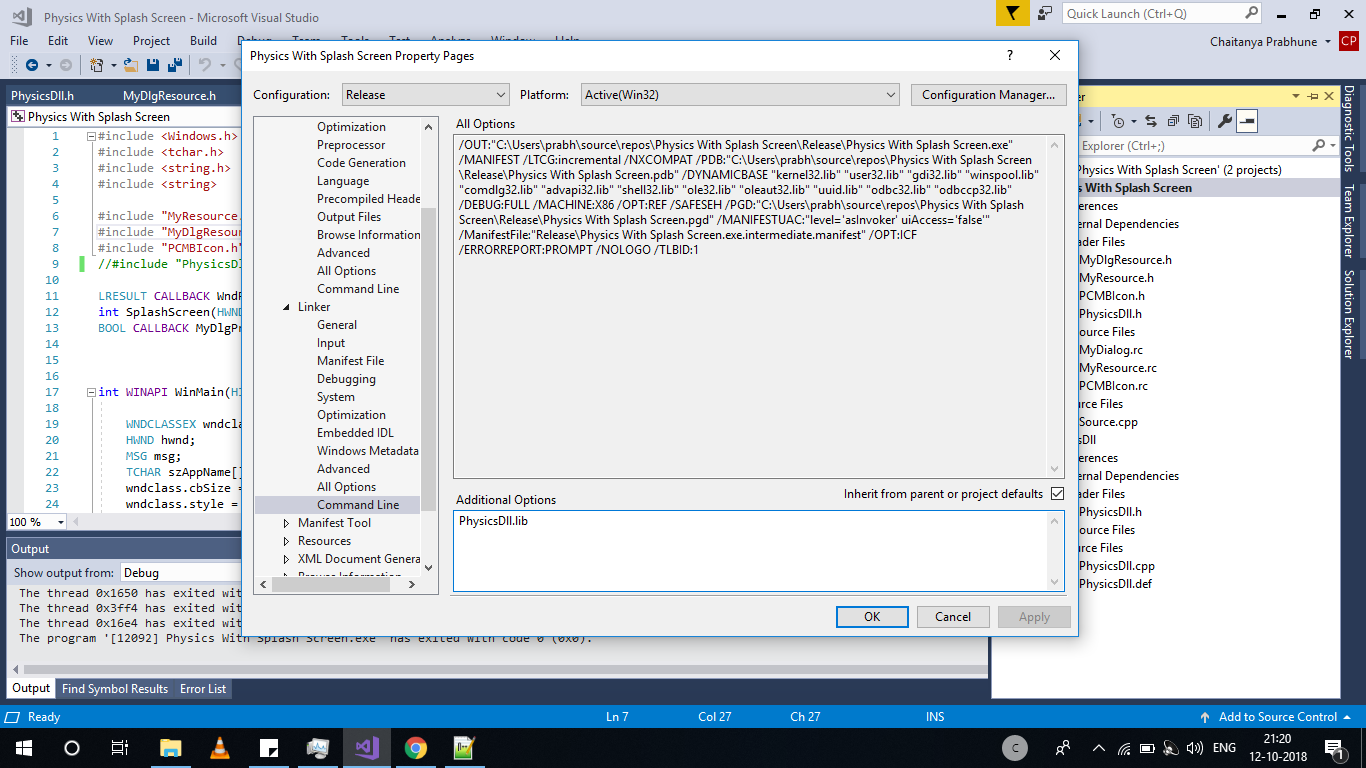 Physics With Splash Screen - Microsoft Visual Studio
Quick Launch (Ctrl+Q)
File Edit View Project Build
Chaitanya Prabhune CP
Physics With Splash Screen Property Pages
Configuration: Release Platform: Active(Win32) Configuration Manager...
PhysicsDll.h MyDlgResource.h
Physics With Splash Screen
1 #include <Windows.h>
2 #include <tchar.h>
3 #include <string.h>
4 #include <string>
5
6 #include "MyResource.
7 #include "MyDlgResou
8 #include "PCMBIcon.h"
9 //#include "PhysicsDl
10
11 LRESULT CALLBACK WndP
12 int SplashScreen(HWND
13 BOOL CALLBACK MyDlgPr
14
15
16
17 int WINAPI WinMain(HI
18
19 WNDCLASSEX wndcla
20 HWND hwnd;
21 MSG msg;
22 TCHAR szAppName[]
23 wndclass.cbSize =
24 wndclass.style =
100 %
Optimization
Preprocessor
Code Generation
Language
Precompiled Heade
Output Files
Browse Information
Advanced
All Options
Command Line
Linker
General
Input
Manifest File
Debugging
System
Optimization
Embedded IDL
Windows Metadata
Advanced
All Options
Command Line
Manifest Tool
Resources
XML Document Genera
All Options
/OUT:"C:\Users\prabh\source\repos\Physics With Splash Screen\Release\Physics With Splash Screen.exe"
/MANIFEST /LTCG:incremental /NXCOMPAT /PDB:"C:\Users\prabh\source\repos\Physics With Splash Screen
\Release\Physics With Splash Screen.pdb" /DYNAMICBASE "kernel32.lib" "user32.lib" "gdi32.lib" "winspool.lib"
"comdlg32.lib" "advapi32.lib" "shell32.lib" "ole32.lib" "oleaut32.lib" "uuid.lib" "odbc32.lib" "odbccp32.lib"
/DEBUG:FULL /MACHINE:X86 /OPT:REF /SAFESEH /PGD:"C:\Users\prabh\source\repos\Physics With Splash
Screen\Release\Physics With Splash Screen.pgd" /MANIFESTUAC:"level='asInvoker' uiAccess='false'"
/ManifestFile:"Release\Physics With Splash Screen.exe.intermediate.manifest" /OPT:ICF
/ERRORREPORT:PROMPT /NOLOGO /TLBID:1
Inherit from parent or project defaults
Additional Options
PhysicsDll.lib
OK Cancel Apply
er
Explorer (Ctrl+;)
Physics With Splash Screen' (2 projects)
s With Splash Screen
erences
ernal Dependencies
ader Files
MyDlgResource.h
MyResource.h
PCMBIcon.h
PhysicsDll.h
ource Files
MyDialog.rc
MyResource.rc
PCMBIcon.rc
rce Files
Source.cpp
sDll
erences
ernal Dependencies
ader Files
PhysicsDll.h
ource Files
PhysicsDll.cpp
PhysicsDll.def
Diagnostic Tools
Team Explorer
Solution Explorer
Output
Show output from: Debug
The thread 0x1650 has exited wit
The thread 0x3ff4 has exited wit
The thread 0x16e4 has exited wit
The program '[12092] Physics With Splash Screen.exe' has exited with code 0 (0x0).
Output Find Symbol Results Error List
Ready Ln 7 Col 27 Ch 27 INS Add to Source Control
C ENG 21:20
12-10-2018
1